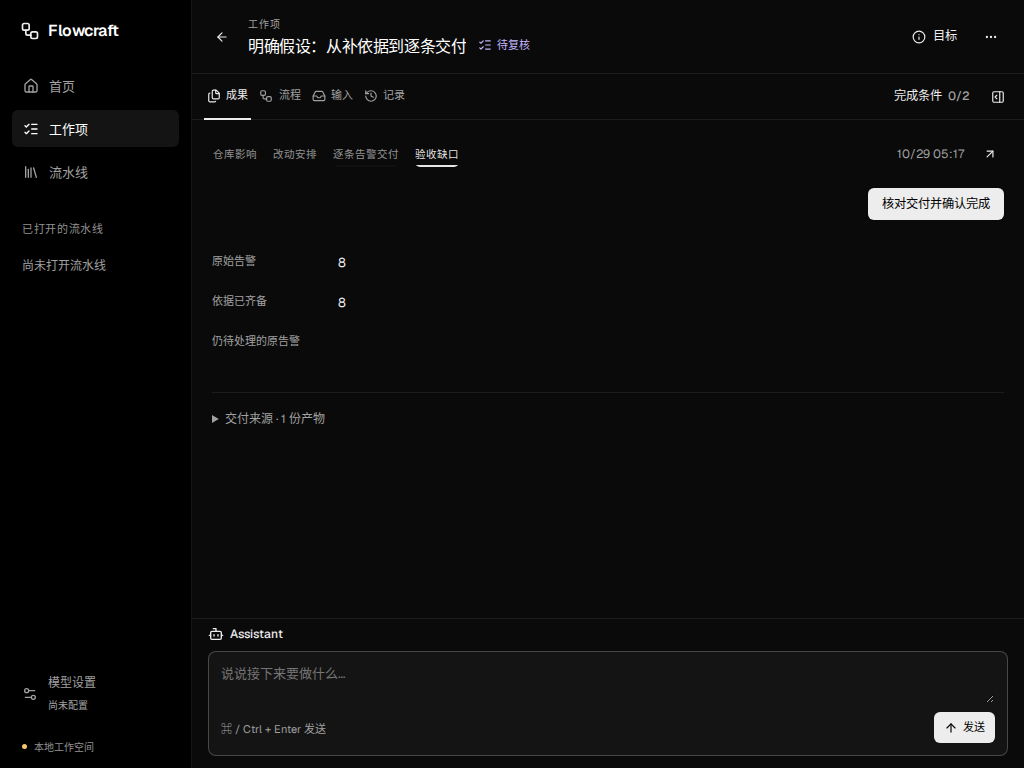 Flowcraft
首页
工作项
流水线
已打开的流水线
尚未打开流水线
模型设置
尚未配置
本地工作空间
工作项
明确假设：从补依据到逐条交付
待复核
目标
成果
流程
输入
记录
完成条件 0/2
仓库影响
改动安排
逐条告警交付
验收缺口
10/29 05:17
核对交付并确认完成
原始告警 8
依据已齐备 8
仍待处理的原告警
交付来源 · 1 份产物
Assistant
说说接下来要做什么…
⌘ / Ctrl + Enter 发送
发送